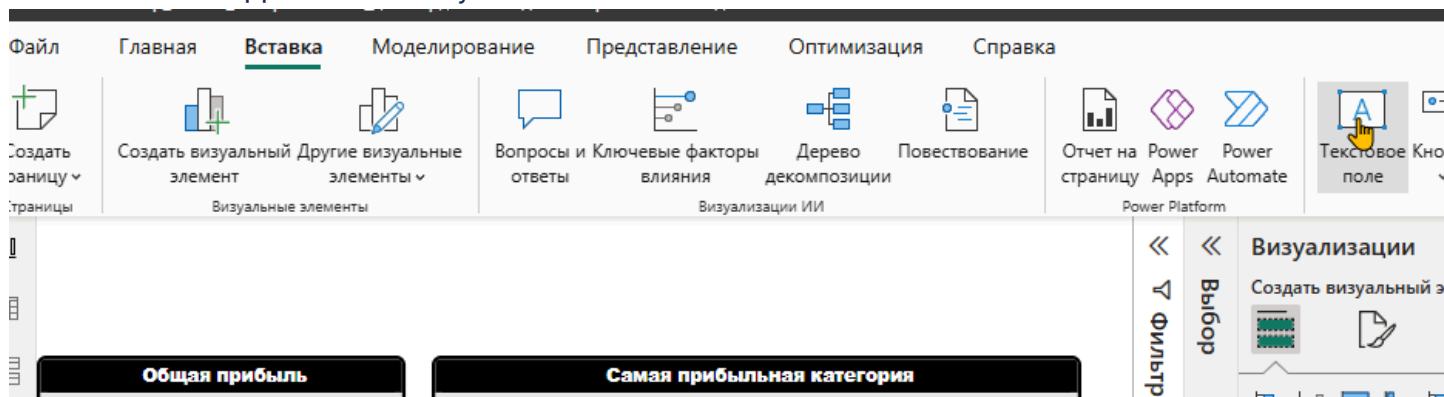 Файл Главная Вставка Моделирование Представление Оптимизация Справка
Создать визуальный Другие визуальные Вопросы и Ключевые факторы Дерево Повествование Отчет на Power Power Текстовое
элемент элементы ответы влияния декомпозиции страницу Apps Automate поле
Визуальные элементы Визуализации ИИ Power Platform
Визуализации
Создать визуальный
Выбор
Общая прибыль Самая прибыльная категория